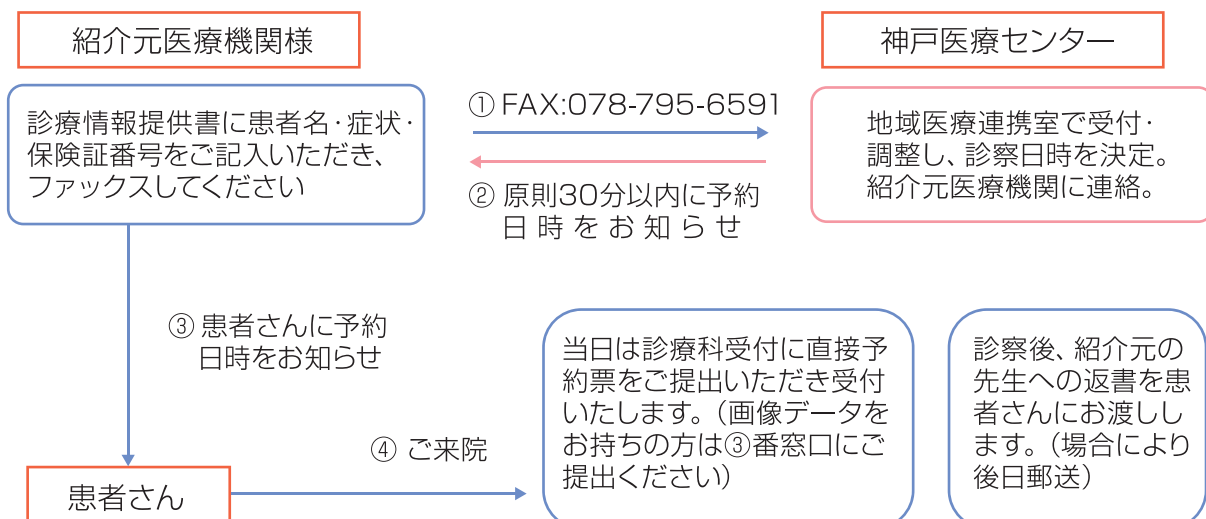 紹介元医療機関様
神戸医療センター
診療情報提供書に患者名・症状・
保険証番号をご記入いただき、
ファックスしてください
① FAX:078-795-6591
② 原則30分以内に予約
日時をお知らせ
地域医療連携室で受付・
調整し、診察日時を決定。
紹介元医療機関に連絡。
③ 患者さんに予約
日時をお知らせ
患者さん
④ ご来院
当日は診療科受付に直接予
約票をご提出いただき受付
いたします。（画像データを
お持ちの方は③番窓口にご
提出ください）
診察後、紹介元の
先生への返書を患
者さんにお渡しし
ます。（場合により
後日郵送）